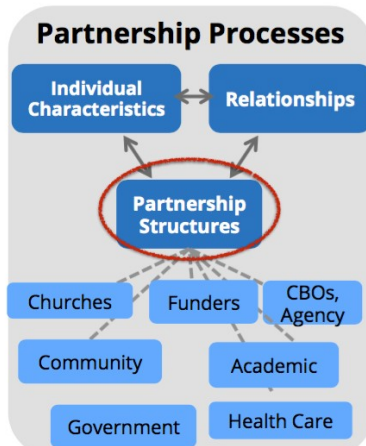 Partnership Processes
Individual
Characteristics
Relationships
Partnership
Structures
Churches
Funders
CBOs,
Agency
Community
Academic
Government
Health Care